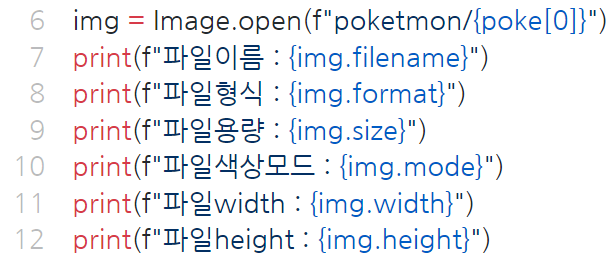 6 img = Image.open(f"poketmon/{poke[0]}")
7 print(f"파일이름 : {img.filename}")
8 print(f"파일형식 : {img.format}")
9 print(f"파일용량 : {img.size}")
10 print(f"파일색상모드 : {img.mode}")
11 print(f"파일width : {img.width}")
12 print(f"파일height : {img.height}")